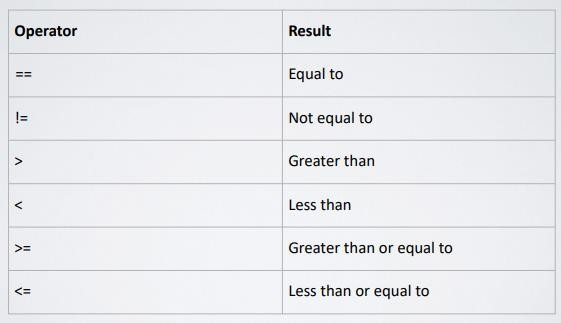 Operator Result
== Equal to
!= Not equal to
> Greater than
< Less than
>= Greater than or equal to
<= Less than or equal to